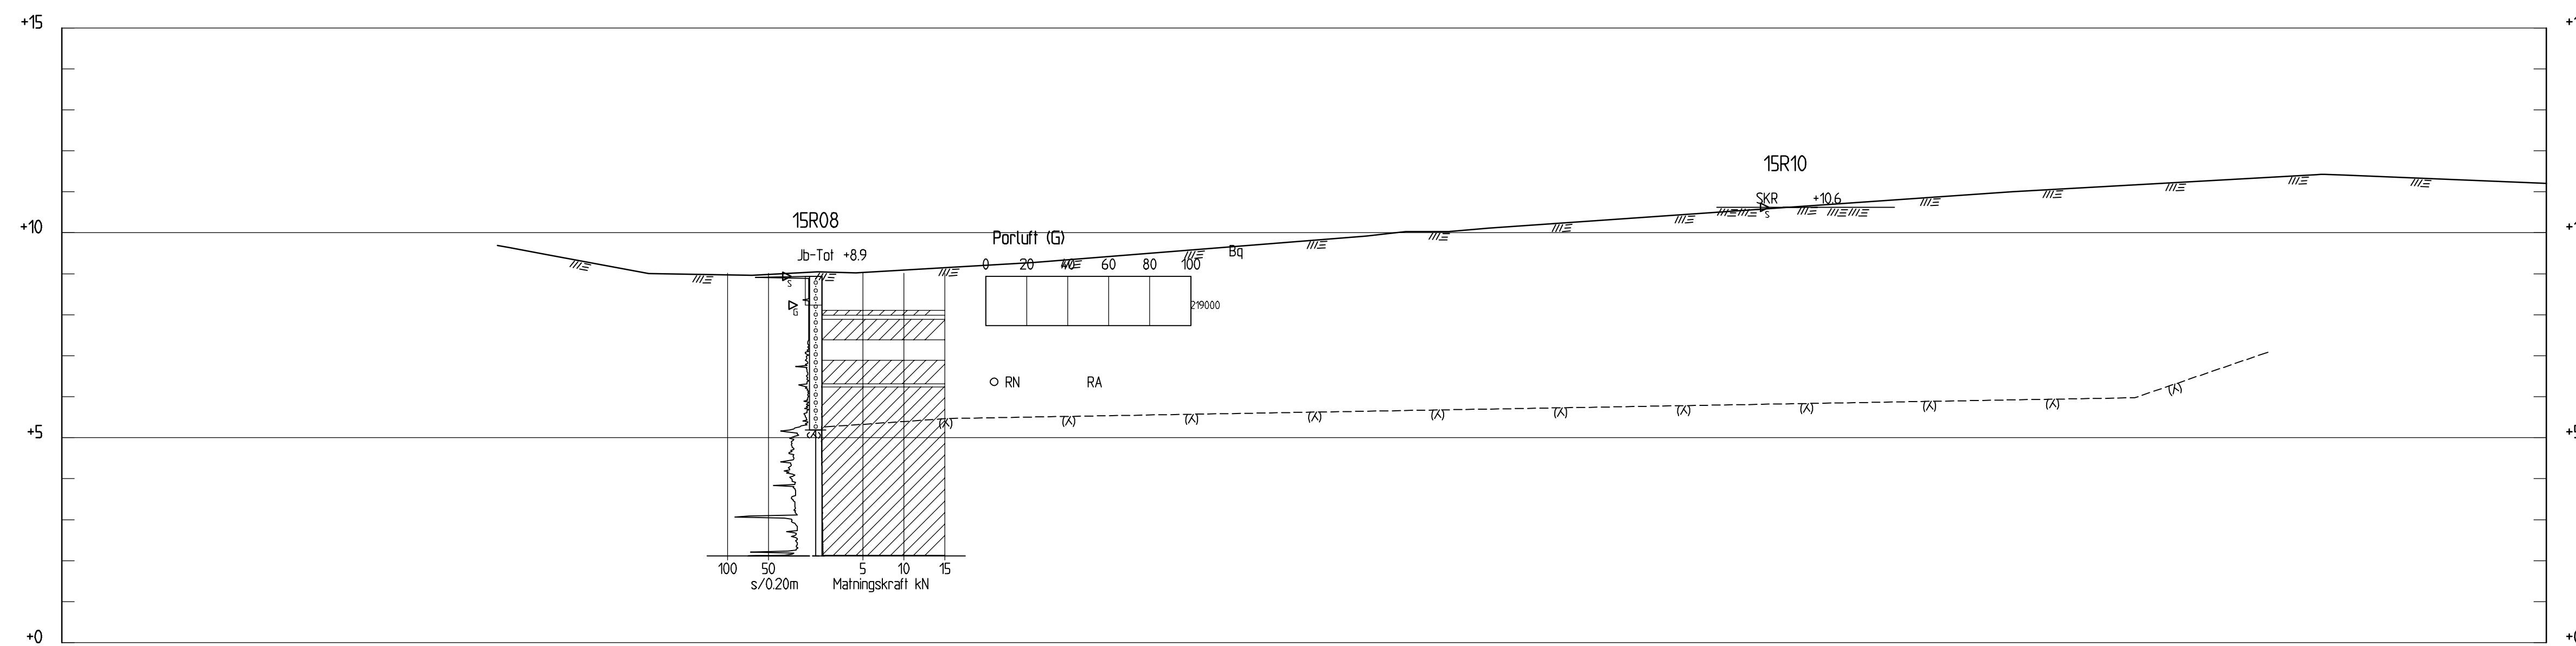 +15
15R10
SKR +10.6
S
15R08
+10
Porluft (G)
Jb-Tot +8.9
Bq
0 20 40 60 80 100
S
G
219000
RN RA
+5
100 50 5 10 15
s/0.20m Matningskraft kN
+0